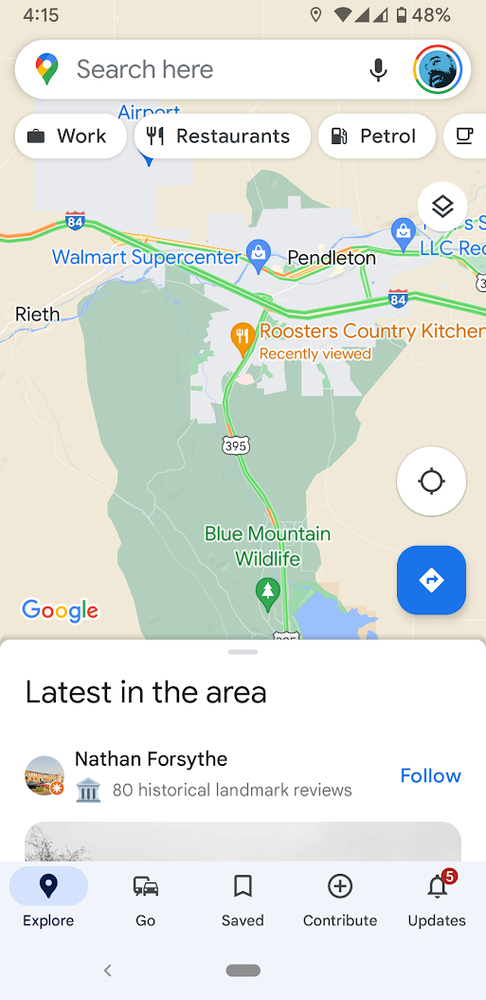 4:15
48%
Search here
Airport
Work
Restaurants
Petrol
84
Walmart Supercenter
Pendleton
LLC
84
Rieth
Roosters Country Kitchen
Recently viewed
395
Blue Mountain
Wildlife
Google
Latest in the area
Nathan Forsythe
80 historical landmark reviews
Follow
5
Explore
Go
Saved
Contribute
Updates